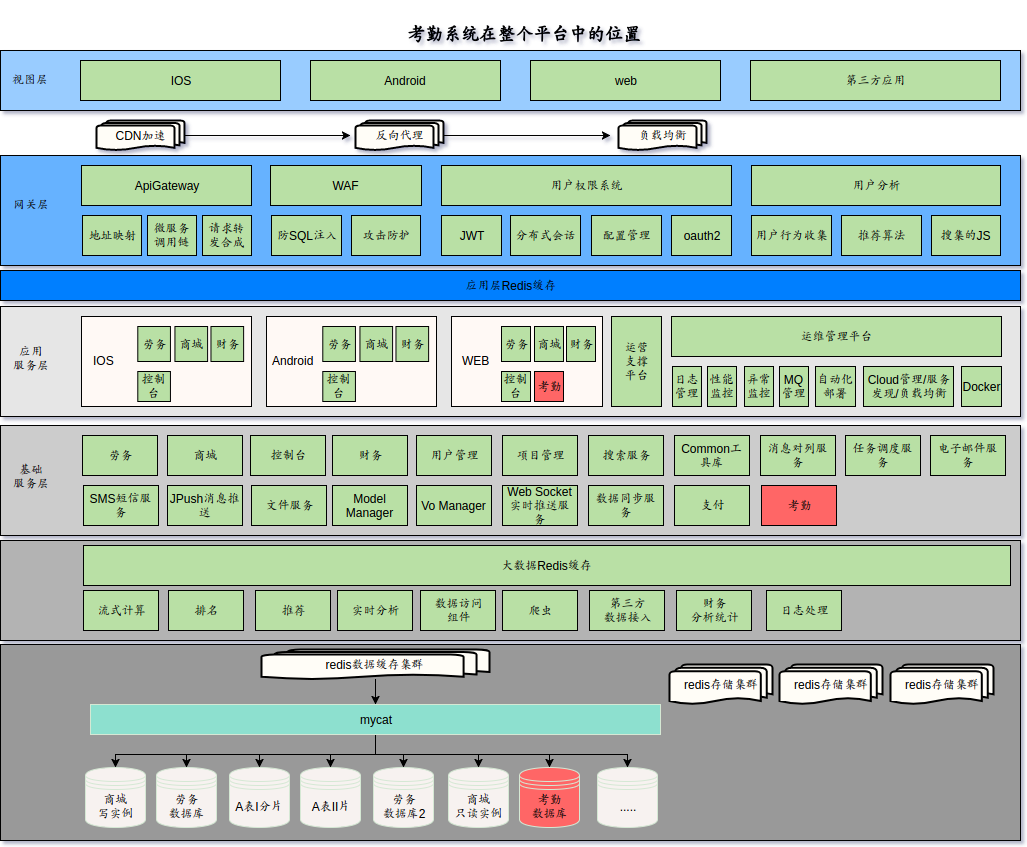 考勤系统在整个平台中的位置
视图层
IOS
Android
web
第三方应用
CDN加速
反向代理
负载均衡
网关层
ApiGateway
WAF
用户权限系统
用户分析
地址映射
微服务
调用链
请求转
发合成
防SQL注入
攻击防护
JWT
分布式会话
配置管理
oauth2
用户行为收集
推荐算法
搜集的JS
应用层Redis缓存
应用
服务层
IOS
劳务
商城
财务
控制
台
Android
劳务
商城
财务
控制
台
WEB
劳务
商城
财务
控制
台
考勤
运营
支撑
平台
运维管理平台
日志
管理
性能
监控
异常
监控
MQ
管理
自动化
部署
Cloud管理/服务
发现/负载均衡
Docker
基础
服务层
劳务
商城
控制台
财务
用户管理
项目管理
搜索服务
Common工
具库
消息对列服
务
任务调度服
务
电子邮件服
务
SMS短信服
务
JPush消息推
送
文件服务
Model
Manager
Vo Manager
Web Socket
实时推送服
务
数据同步服
务
支付
考勤
大数据Redis缓存
流式计算
排名
推荐
实时分析
数据访问
组件
爬虫
第三方
数据接入
财务
分析统计
日志处理
redis数据缓存集群
redis存储集群
redis存储集群
redis存储集群
mycat
商城
写实例
劳务
数据库
A表I分片
A表II片
劳务
数据库2
商城
只读实例
考勤
数据库
.....